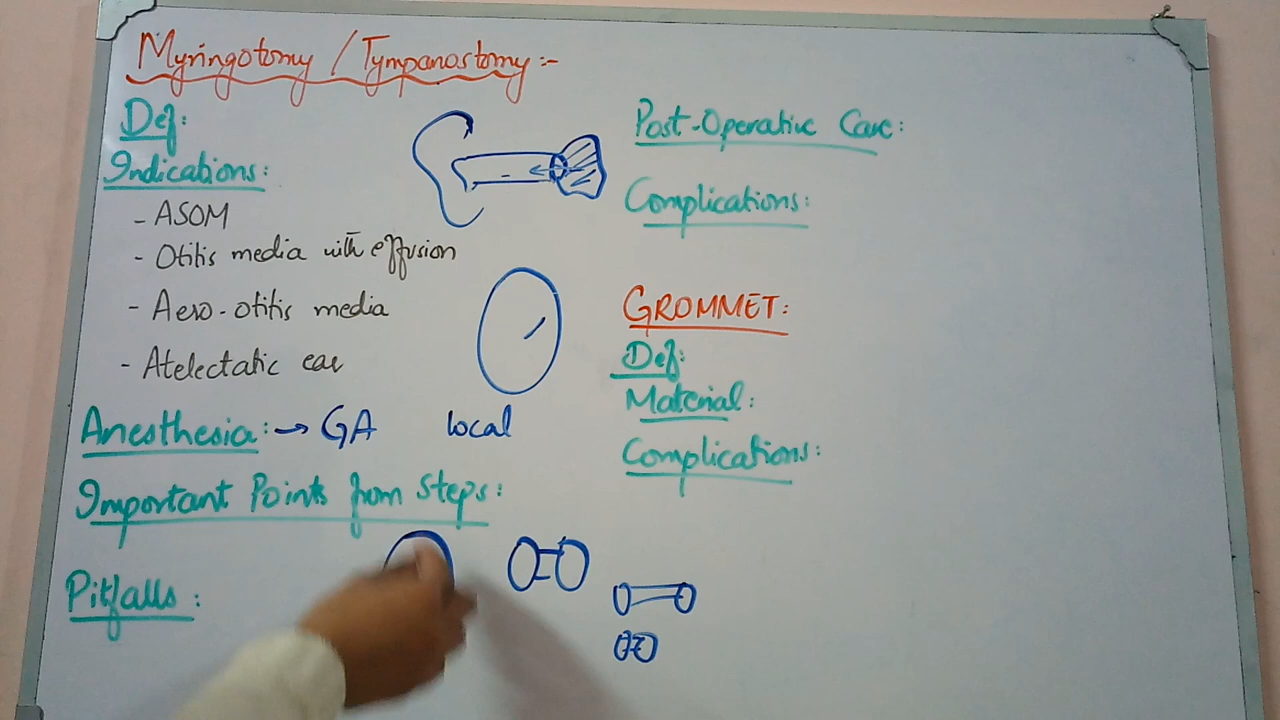 Myringotomy / Tympanostomy :-
Def:
Indications:
- ASOM
- Otitis media with effusion
- Aero-otitis media
- Atelectatic ear
Anesthesia: → GA local
Important Points from Steps:
Pitfalls:
Post-Operative Care:
Complications:
GROMMET:
Def:
Material:
Complications: